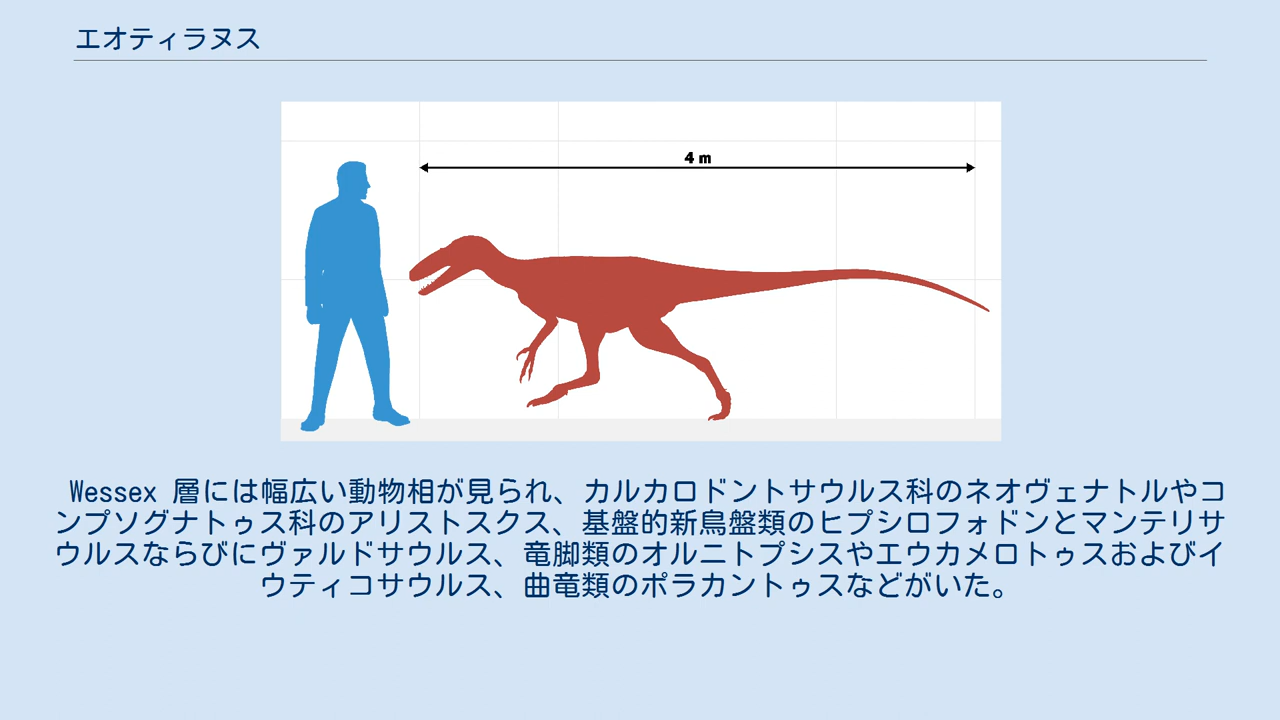 エオティラヌス
4 m
Wessex 層には幅広い動物相が見られ、カルカロドントサウルス科のネオヴェナトルやコ
ンプソグナトゥス科のアリストスクス、基盤的新鳥盤類のヒプシロフォドンとマンテリサ
ウルスならびにヴァルドサウルス、竜脚類のオルニトプシスやエウカメロトゥスおよびイ
ウティコサウルス、曲竜類のポラカントゥスなどがいた。